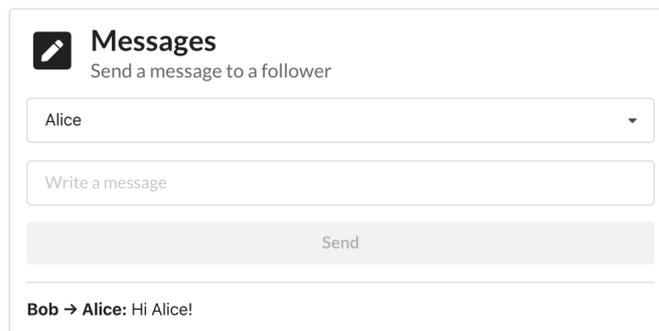 Messages
Send a message to a follower
Alice
Write a message
Send
Bob → Alice: Hi Alice!